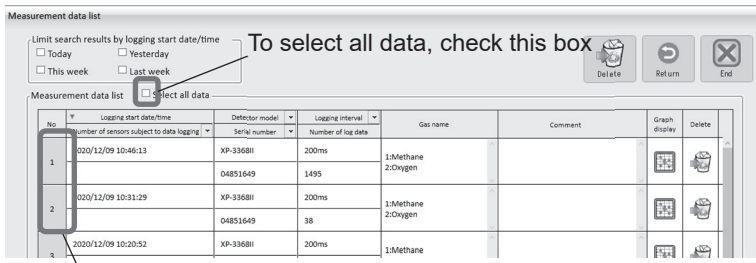 Measurement data list
Limit search results by logging start date/time
To select all data, check this box
Today Yesterday
This week Last week
Delete Return End
Measurement data list Select all data
No ▼ Logging start date/time Detector model Logging interval Gas name Comment Graph display Delete
Number of sensors subject to data logging Serial number Number of log data
1 2020/12/09 10:46:13 XP-3368II 200ms 1:Methane
2:Oxygen
04851649 1495
2 2020/12/09 10:31:29 XP-3368II 200ms 1:Methane
2:Oxygen
04851649 38
3 2020/12/09 10:20:52 XP-3368II 200ms 1:Methane